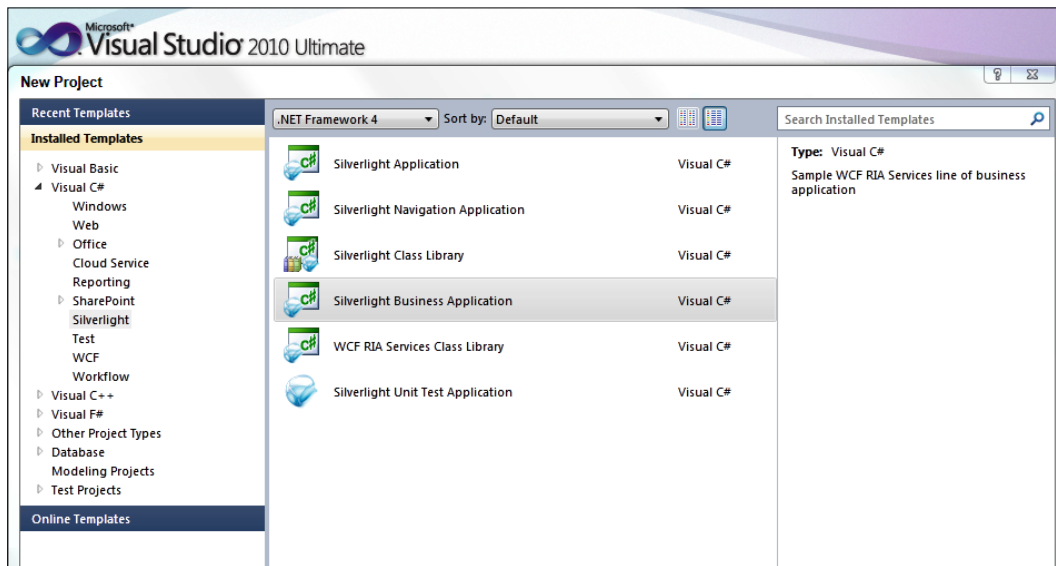 Microsoft®
Visual Studio® 2010 Ultimate
New Project
Recent Templates
Installed Templates
Visual Basic
Visual C#
Windows
Web
Office
Cloud Service
Reporting
SharePoint
Silverlight
Test
WCF
Workflow
Visual C++
Visual F#
Other Project Types
Database
Modeling Projects
Test Projects
Online Templates
.NET Framework 4 Sort by: Default
Silverlight Application Visual C#
Silverlight Navigation Application Visual C#
Silverlight Class Library Visual C#
Silverlight Business Application Visual C#
WCF RIA Services Class Library Visual C#
Silverlight Unit Test Application Visual C#
Search Installed Templates
Type: Visual C#
Sample WCF RIA Services line of business
application